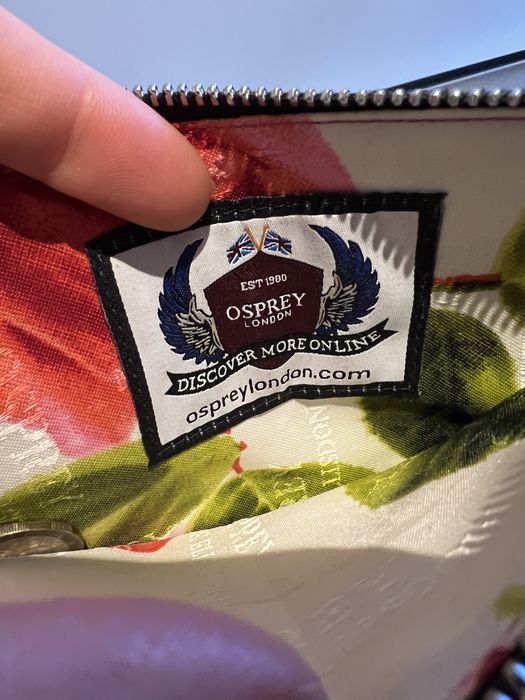 EST 1980
OSPREY
LONDON
DISCOVER MORE ONLINE
ospreylondon.com